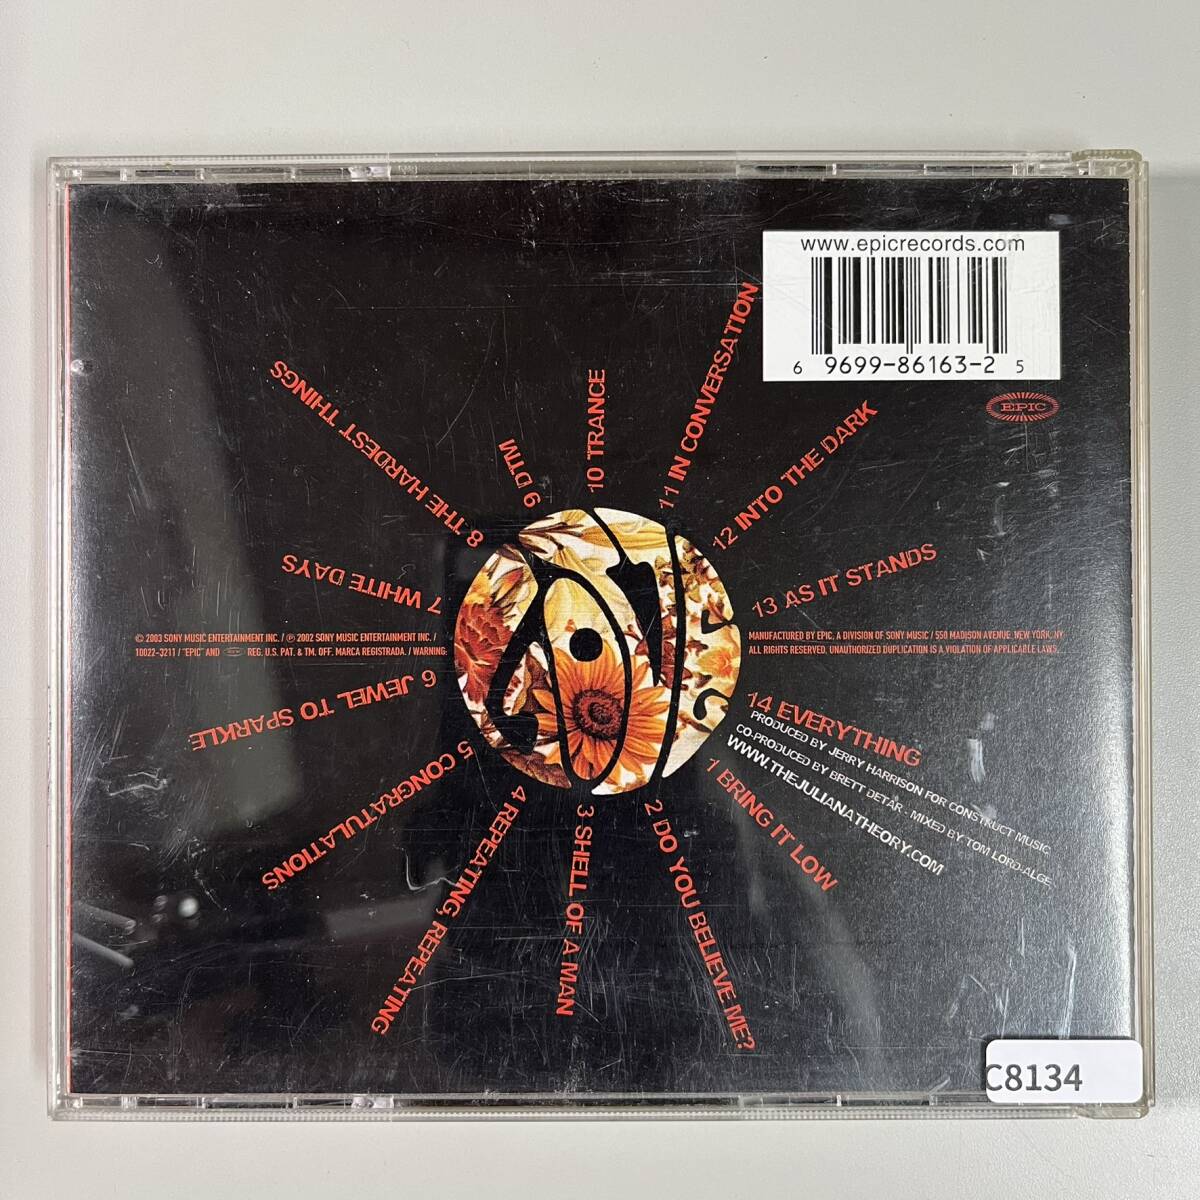 www.epicrecords.com
6 9699-86163-2 5
EPIC
1 BRING IT LOW
2 DO YOU BELIEVE ME?
3 SHELL OF A MAN
4 REPEATING, REPEATING
5 CONGRATULATIONS
6 JEWEL TO SPARKLE
7 WHITE DAYS
8 THE HARDEST THINGS
9 DTM
10 TRANCE
11 IN CONVERSATION
12 INTO THE DARK
13 AS IT STANDS
14 EVERYTHING
PRODUCED BY JERRY HARRISON FOR CONSTRUCT MUSIC
CO-PRODUCED BY BRETT DETAR - MIXED BY TOM LORD-ALGE
WWW.THEJULIANATHEORY.COM
© 2003 SONY MUSIC ENTERTAINMENT INC. / ℗ 2002 SONY MUSIC ENTERTAINMENT INC. /
10022-3211 / "EPIC" AND EPIC REG. U.S. PAT. & TM. OFF. MARCA REGISTRADA. / WARNING:
MANUFACTURED BY EPIC, A DIVISION OF SONY MUSIC / 550 MADISON AVENUE, NEW YORK, NY
ALL RIGHTS RESERVED. UNAUTHORIZED DUPLICATION IS A VIOLATION OF APPLICABLE LAWS.
LOVE
C8134